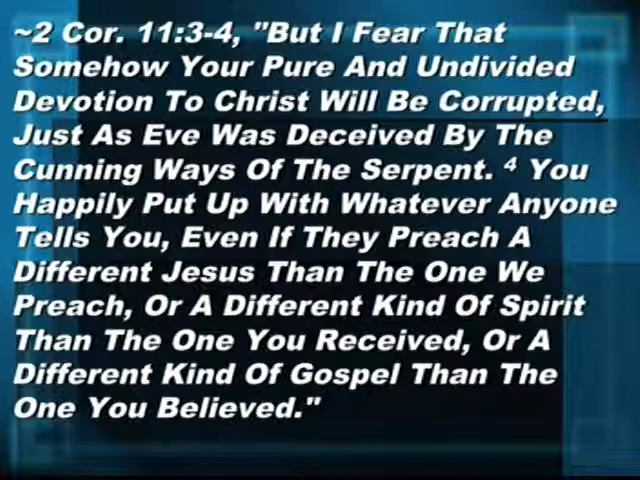 ~2 Cor. 11:3-4, "But I Fear That
Somehow Your Pure And Undivided
Devotion To Christ Will Be Corrupted,
Just As Eve Was Deceived By The
Cunning Ways Of The Serpent. ⁴ You
Happily Put Up With Whatever Anyone
Tells You, Even If They Preach A
Different Jesus Than The One We
Preach, Or A Different Kind Of Spirit
Than The One You Received, Or A
Different Kind Of Gospel Than The
One You Believed."